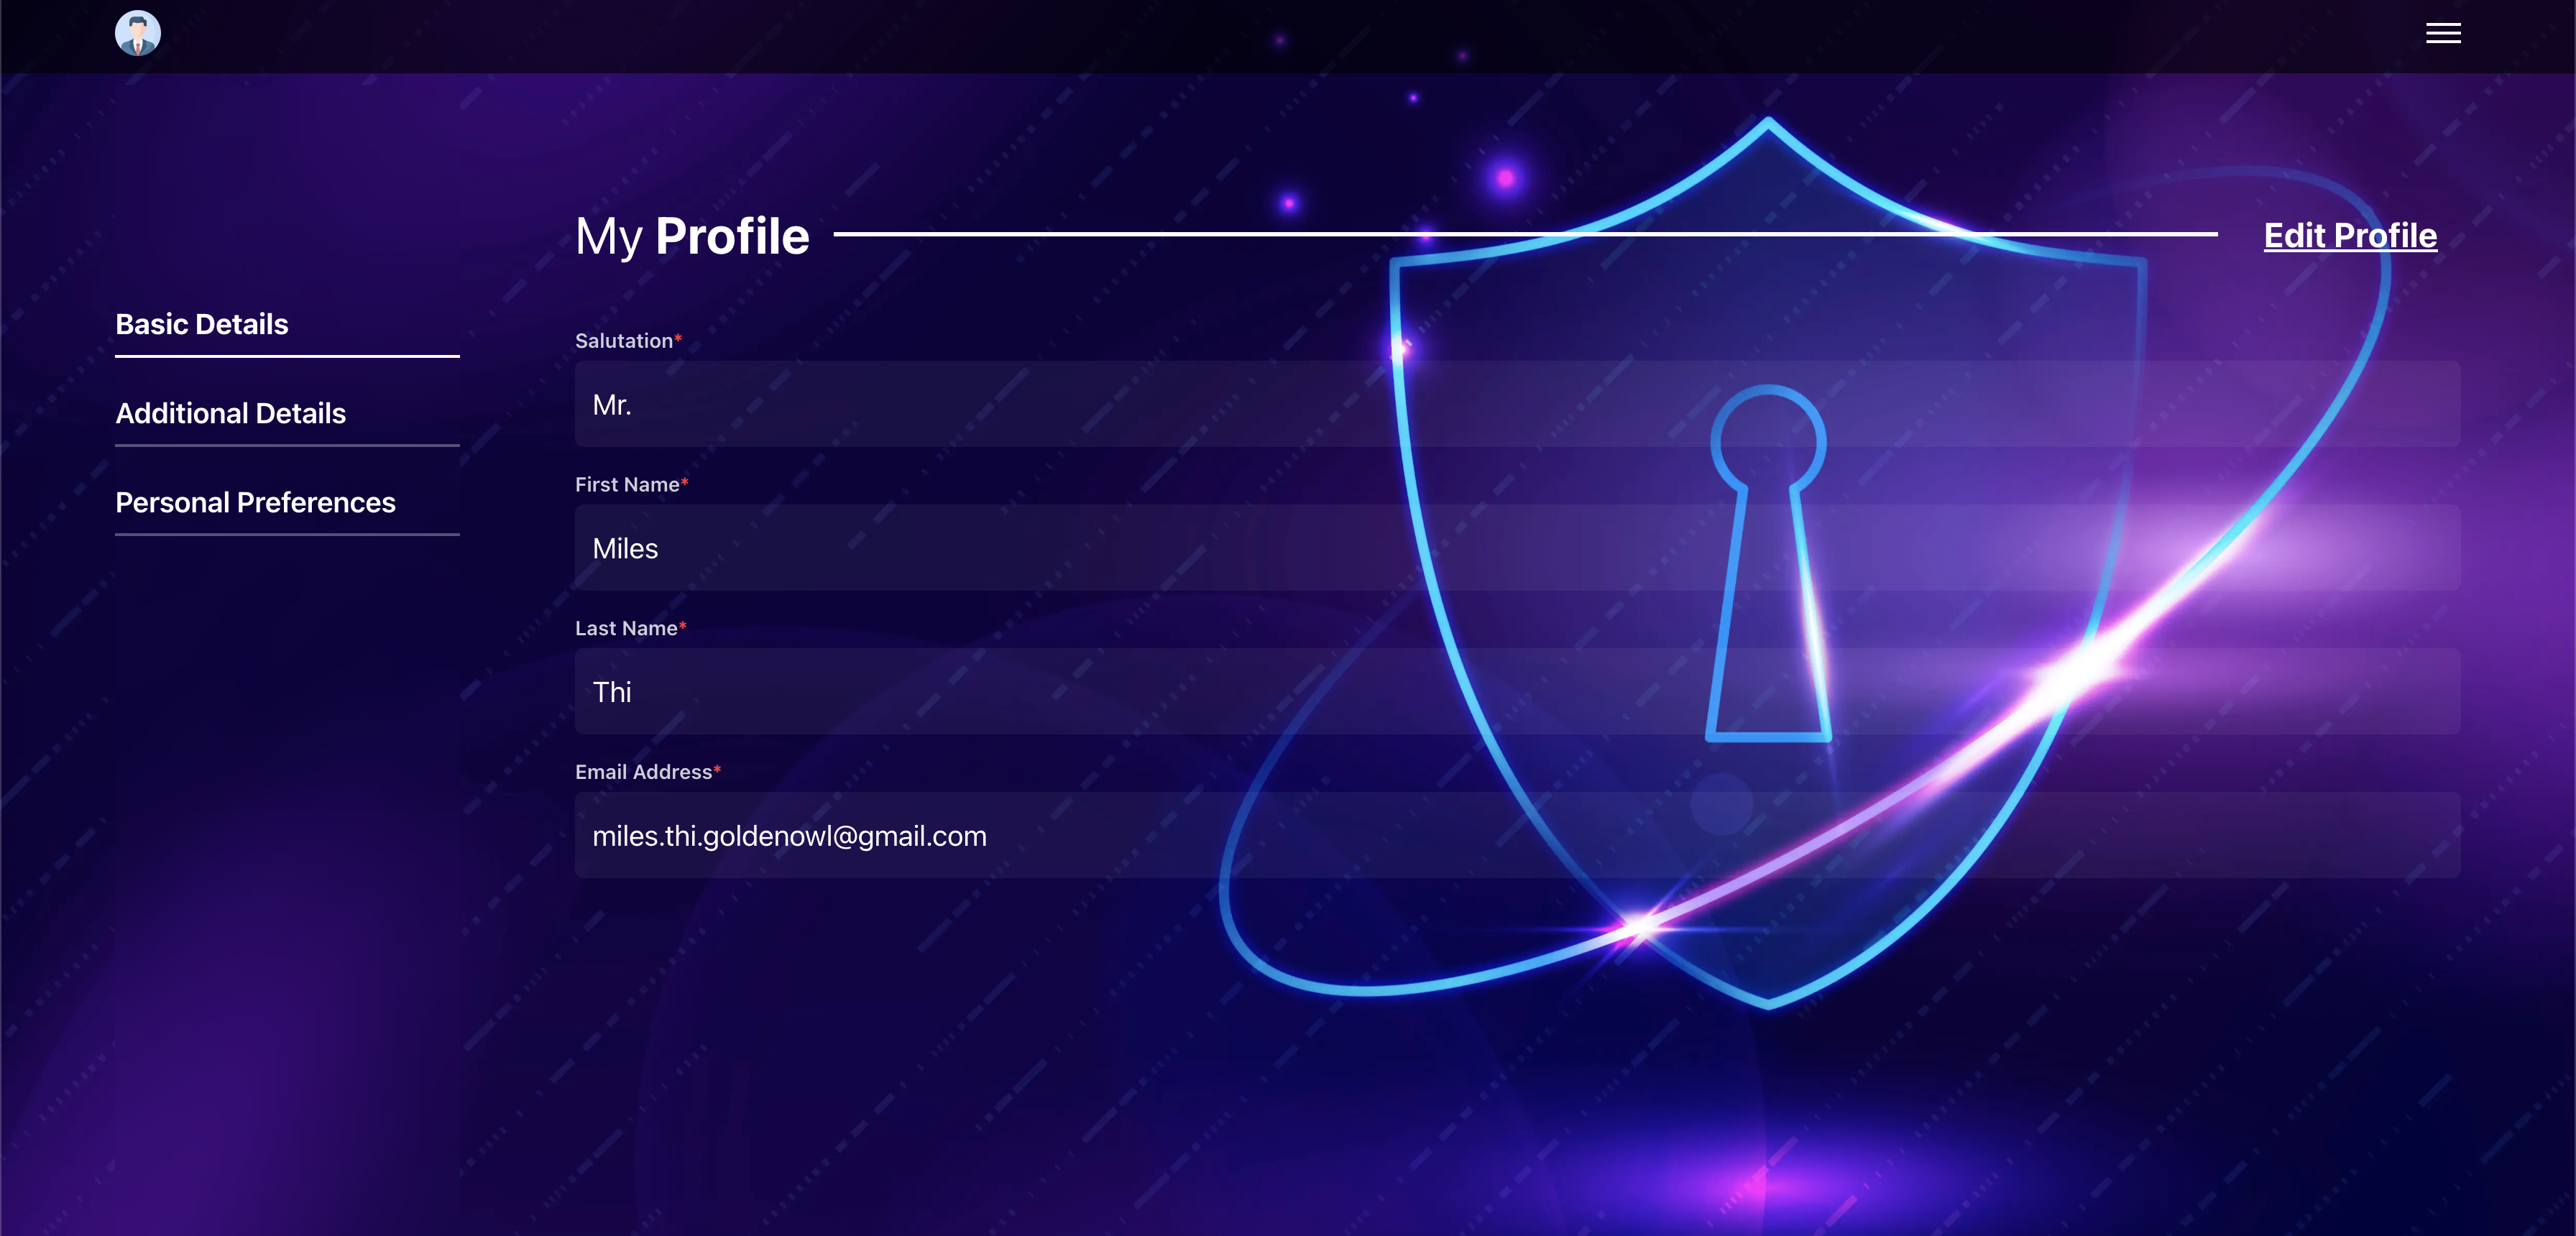 My Profile
Edit Profile
Basic Details
Additional Details
Personal Preferences
Salutation*
Mr.
First Name*
Miles
Last Name*
Thi
Email Address*
miles.thi.goldenowl@gmail.com